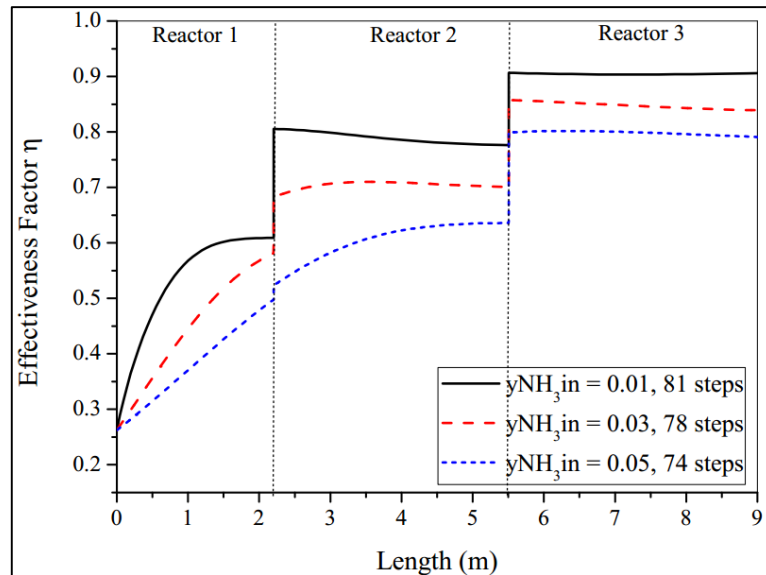 Reactor 1 Reactor 2 Reactor 3
1.0
0.9
0.8
0.7
0.6
0.5
0.4
0.3
0.2
Effectiveness Factor η
yNH₃in = 0.01, 81 steps
yNH₃in = 0.03, 78 steps
yNH₃in = 0.05, 74 steps
0 1 2 3 4 5 6 7 8 9
Length (m)